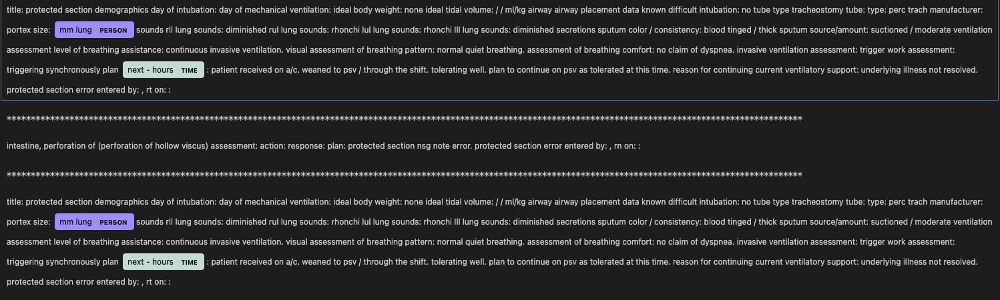 title: protected section demographics day of intubation: day of mechanical ventilation: ideal body weight: none ideal tidal volume: / / ml/kg airway airway placement data known difficult intubation: no tube type tracheostomy tube: type: perc trach manufacturer:
portex size: mm lung PERSON sounds rll lung sounds: diminished rul lung sounds: rhonchi lul lung sounds: rhonchi lll lung sounds: diminished secretions sputum color / consistency: blood tinged / thick sputum source/amount: suctioned / moderate ventilation
assessment level of breathing assistance: continuous invasive ventilation. visual assessment of breathing pattern: normal quiet breathing. assessment of breathing comfort: no claim of dyspnea. invasive ventilation assessment: trigger work assessment:
triggering synchronously plan next - hours TIME : patient received on a/c. weaned to psv / through the shift. tolerating well. plan to continue on psv as tolerated at this time. reason for continuing current ventilatory support: underlying illness not resolved.
protected section error entered by: , rt on: :
****************************************************************************************************************************************************************
intestine, perforation of (perforation of hollow viscus) assessment: action: response: plan: protected section nsg note error. protected section error entered by: , rn on: :
****************************************************************************************************************************************************************
title: protected section demographics day of intubation: day of mechanical ventilation: ideal body weight: none ideal tidal volume: / / ml/kg airway airway placement data known difficult intubation: no tube type tracheostomy tube: type: perc trach manufacturer:
portex size: mm lung PERSON sounds rll lung sounds: diminished rul lung sounds: rhonchi lul lung sounds: rhonchi lll lung sounds: diminished secretions sputum color / consistency: blood tinged / thick sputum source/amount: suctioned / moderate ventilation
assessment level of breathing assistance: continuous invasive ventilation. visual assessment of breathing pattern: normal quiet breathing. assessment of breathing comfort: no claim of dyspnea. invasive ventilation assessment: trigger work assessment:
triggering synchronously plan next - hours TIME : patient received on a/c. weaned to psv / through the shift. tolerating well. plan to continue on psv as tolerated at this time. reason for continuing current ventilatory support: underlying illness not resolved.
protected section error entered by: , rt on: :